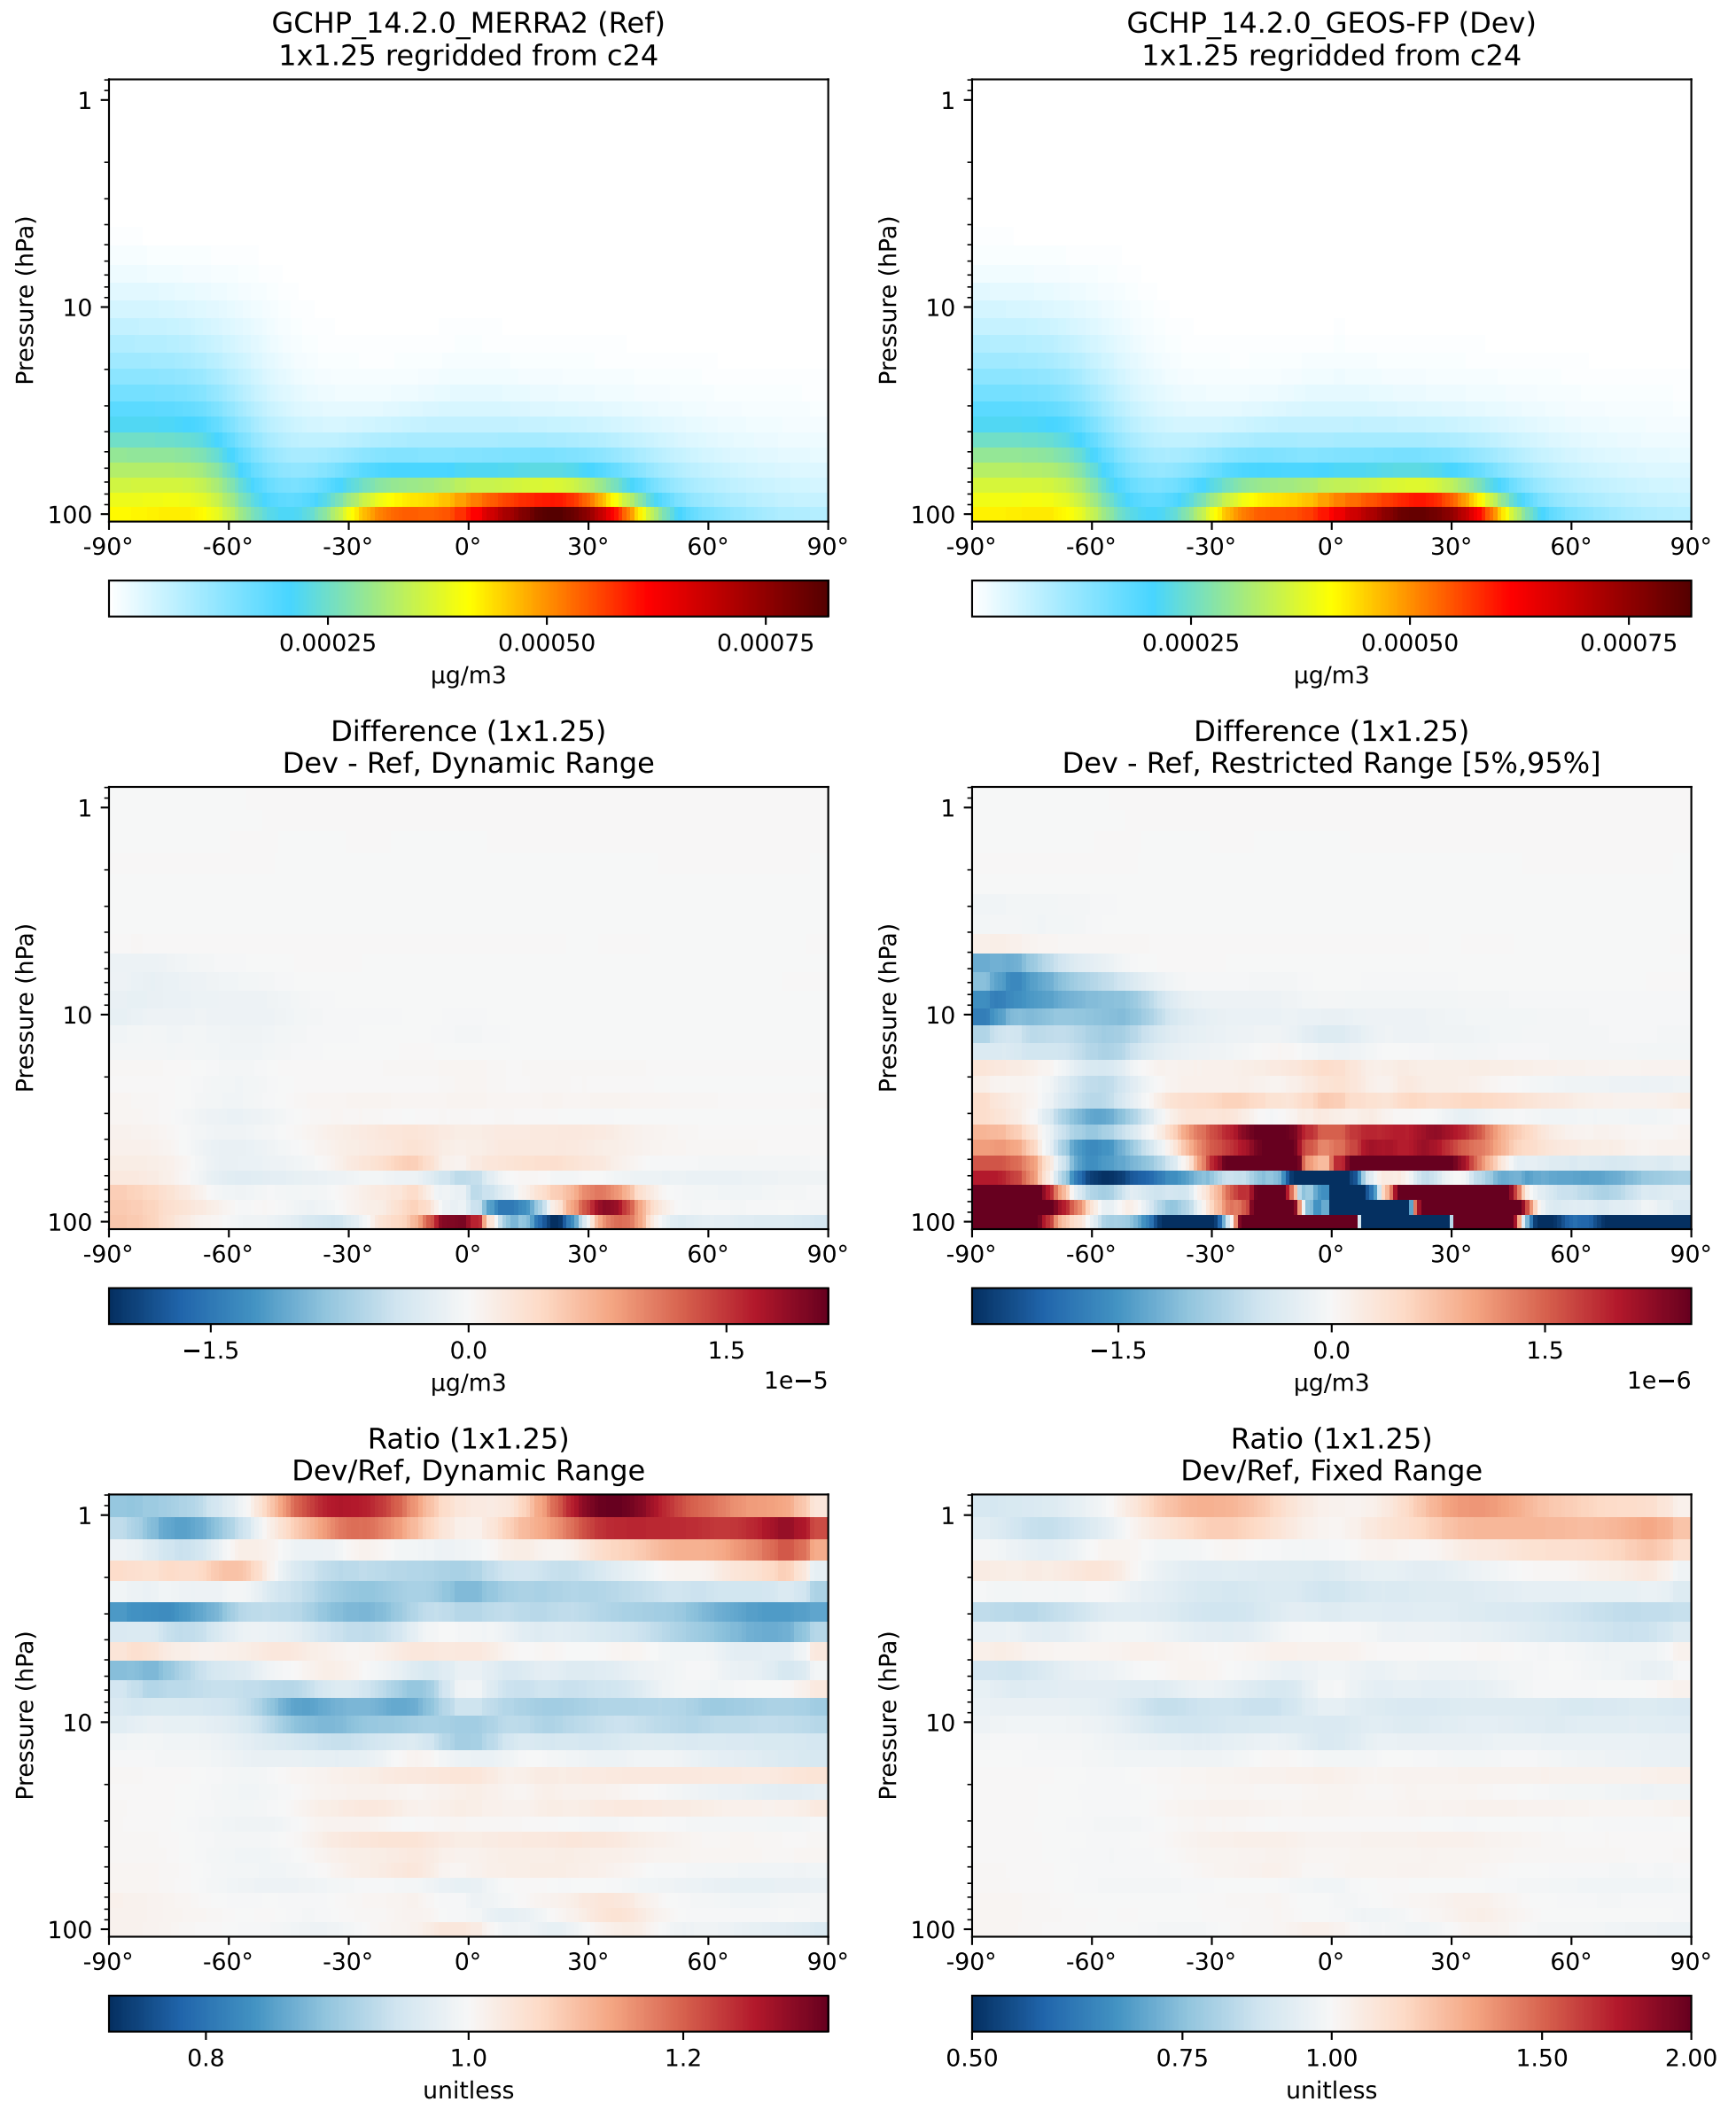 GCHP_14.2.0_MERRA2 (Ref)
1x1.25 regridded from c24
GCHP_14.2.0_GEOS-FP (Dev)
1x1.25 regridded from c24
Pressure (hPa)
1
10
100
-90° -60° -30° 0° 30° 60° 90°
0.00025 0.00050 0.00075
µg/m3
Pressure (hPa)
1
10
100
-90° -60° -30° 0° 30° 60° 90°
0.00025 0.00050 0.00075
µg/m3
Difference (1x1.25)
Dev - Ref, Dynamic Range
Pressure (hPa)
1
10
100
-90° -60° -30° 0° 30° 60° 90°
−1.5 0.0 1.5
µg/m3
1e−5
Difference (1x1.25)
Dev - Ref, Restricted Range [5%,95%]
Pressure (hPa)
1
10
100
-90° -60° -30° 0° 30° 60° 90°
−1.5 0.0 1.5
µg/m3
1e−6
Ratio (1x1.25)
Dev/Ref, Dynamic Range
Pressure (hPa)
1
10
100
-90° -60° -30° 0° 30° 60° 90°
0.8 1.0 1.2
unitless
Ratio (1x1.25)
Dev/Ref, Fixed Range
Pressure (hPa)
1
10
100
-90° -60° -30° 0° 30° 60° 90°
0.50 0.75 1.00 1.50 2.00
unitless